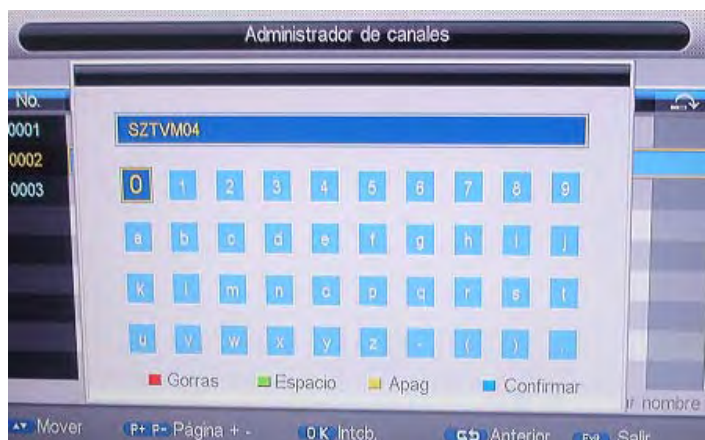 Administrador de canales
No.
0001
0002
0003
SZTVM04
0 1 2 3 4 5 6 7 8 9
a b c d e f g h i j
k l m n o p q r s t
u v w x y z - ( ) .
Gorras Espacio Apag Confirmar
nombre
Mover P+ P- Página + - OK Intcb. Anterior Exit Salir